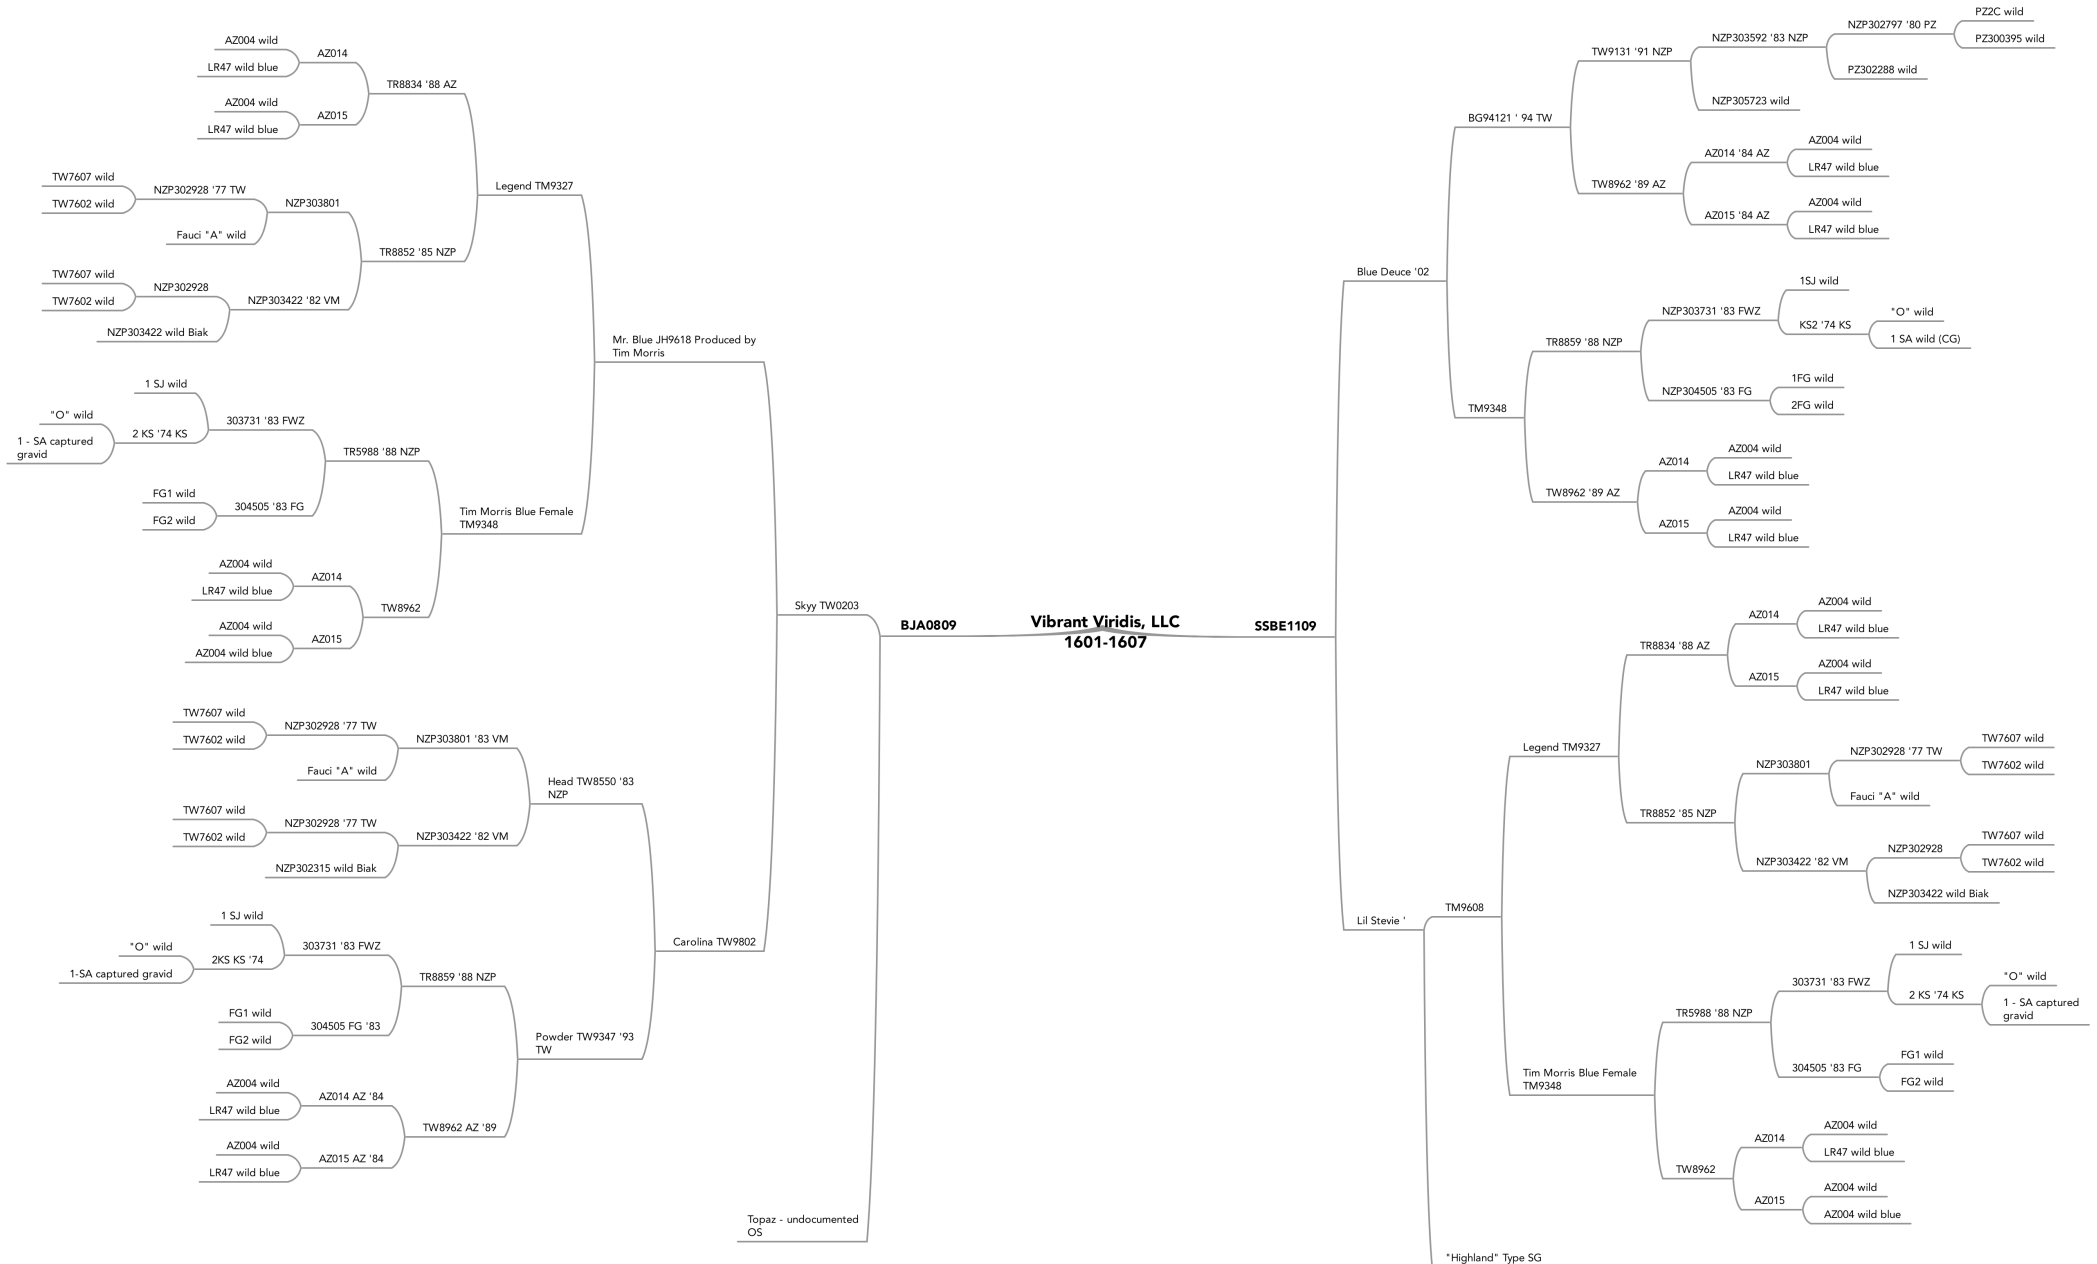 Vibrant Viridis, LLC
1601-1607
BJA0809
Skyy TW0203
Mr. Blue JH9618 Produced by
Tim Morris
Legend TM9327
TR8834 '88 AZ
AZ014
AZ004 wild
LR47 wild blue
AZ015
AZ004 wild
LR47 wild blue
TR8852 '85 NZP
NZP303801
NZP302928 '77 TW
TW7607 wild
TW7602 wild
Fauci "A" wild
NZP303422 '82 VM
NZP302928
TW7607 wild
TW7602 wild
NZP303422 wild Biak
Tim Morris Blue Female
TM9348
TR5988 '88 NZP
303731 '83 FWZ
1 SJ wild
2 KS '74 KS
"O" wild
1 - SA captured
gravid
304505 '83 FG
FG1 wild
FG2 wild
TW8962
AZ014
AZ004 wild
LR47 wild blue
AZ015
AZ004 wild
AZ004 wild blue
Carolina TW9802
Head TW8550 '83
NZP
NZP303801 '83 VM
NZP302928 '77 TW
TW7607 wild
TW7602 wild
Fauci "A" wild
NZP303422 '82 VM
NZP302928 '77 TW
TW7607 wild
TW7602 wild
NZP302315 wild Biak
Powder TW9347 '93
TW
TR8859 '88 NZP
303731 '83 FWZ
1 SJ wild
2KS KS '74
"O" wild
1-SA captured gravid
304505 FG '83
FG1 wild
FG2 wild
TW8962 AZ '89
AZ014 AZ '84
AZ004 wild
LR47 wild blue
AZ015 AZ '84
AZ004 wild
LR47 wild blue
Topaz - undocumented
OS
SSBE1109
Blue Deuce '02
BG94121 ' 94 TW
TW9131 '91 NZP
NZP303592 '83 NZP
NZP302797 '80 PZ
PZ2C wild
PZ300395 wild
PZ302288 wild
NZP305723 wild
TW8962 '89 AZ
AZ014 '84 AZ
AZ004 wild
LR47 wild blue
AZ015 '84 AZ
AZ004 wild
LR47 wild blue
TM9348
TR8859 '88 NZP
NZP303731 '83 FWZ
1SJ wild
KS2 '74 KS
"O" wild
1 SA wild (CG)
NZP304505 '83 FG
1FG wild
2FG wild
TW8962 '89 AZ
AZ014
AZ004 wild
LR47 wild blue
AZ015
AZ004 wild
LR47 wild blue
Lil Stevie '
TM9608
Legend TM9327
TR8834 '88 AZ
AZ014
AZ004 wild
LR47 wild blue
AZ015
AZ004 wild
LR47 wild blue
TR8852 '85 NZP
NZP303801
NZP302928 '77 TW
TW7607 wild
TW7602 wild
Fauci "A" wild
NZP303422 '82 VM
NZP302928
TW7607 wild
TW7602 wild
NZP303422 wild Biak
Tim Morris Blue Female
TM9348
TR5988 '88 NZP
303731 '83 FWZ
1 SJ wild
2 KS '74 KS
"O" wild
1 - SA captured
gravid
304505 '83 FG
FG1 wild
FG2 wild
TW8962
AZ014
AZ004 wild
LR47 wild blue
AZ015
AZ004 wild
AZ004 wild blue
"Highland" Type SG